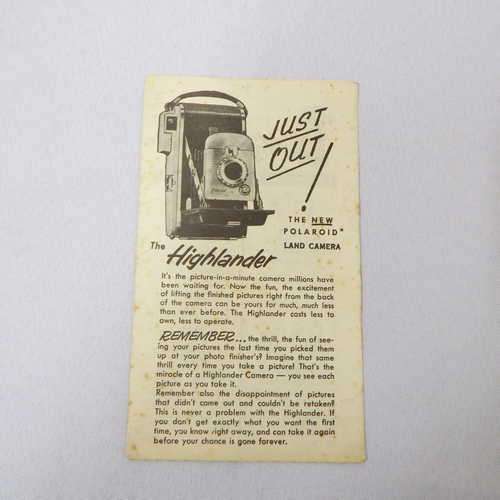 JUST
OUT!
THE NEW
POLAROID*
LAND CAMERA
The Highlander
It's the picture-in-a-minute camera millions have
been waiting for. Now the fun, the excitement
of lifting the finished pictures right from the back
of the camera can be yours for much, much less
than ever before. The Highlander costs less to
own, less to operate.
REMEMBER... the thrill, the fun of see-
ing your pictures the last time you picked them
up at your photo finisher's? Imagine that same
thrill every time you take a picture! That's the
miracle of a Highlander Camera — you see each
picture as you take it.
Remember also the disappointment of pictures
that didn't come out and couldn't be retaken?
This is never a problem with the Highlander. If
you don't get exactly what you want the first
time, you know right away, and can take it again
before your chance is gone forever.